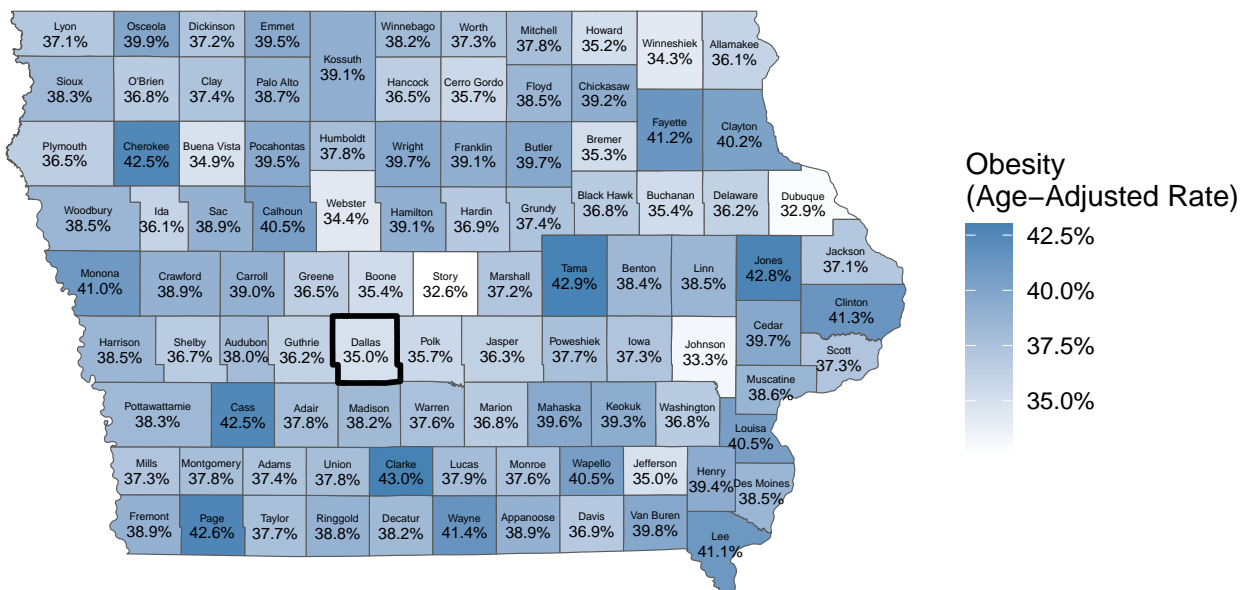 Lyon
37.1%
Osceola
39.9%
Dickinson
37.2%
Emmet
39.5%
Kossuth
39.1%
Winnebago
38.2%
Worth
37.3%
Mitchell
37.8%
Howard
35.2%
Winneshiek
34.3%
Allamakee
36.1%
Sioux
38.3%
O'Brien
36.8%
Clay
37.4%
Palo Alto
38.7%
Hancock
36.5%
Cerro Gordo
35.7%
Floyd
38.5%
Chickasaw
39.2%
Fayette
41.2%
Clayton
40.2%
Plymouth
36.5%
Cherokee
42.5%
Buena Vista
34.9%
Pocahontas
39.5%
Humboldt
37.8%
Wright
39.7%
Franklin
39.1%
Butler
39.7%
Bremer
35.3%
Woodbury
38.5%
Ida
36.1%
Sac
38.9%
Calhoun
40.5%
Webster
34.4%
Hamilton
39.1%
Hardin
36.9%
Grundy
37.4%
Black Hawk
36.8%
Buchanan
35.4%
Delaware
36.2%
Dubuque
32.9%
Monona
41.0%
Crawford
38.9%
Carroll
39.0%
Greene
36.5%
Boone
35.4%
Story
32.6%
Marshall
37.2%
Tama
42.9%
Benton
38.4%
Linn
38.5%
Jones
42.8%
Jackson
37.1%
Clinton
41.3%
Harrison
38.5%
Shelby
36.7%
Audubon
38.0%
Guthrie
36.2%
Dallas
35.0%
Polk
35.7%
Jasper
36.3%
Poweshiek
37.7%
Iowa
37.3%
Johnson
33.3%
Cedar
39.7%
Scott
37.3%
Muscatine
38.6%
Pottawattamie
38.3%
Cass
42.5%
Adair
37.8%
Madison
38.2%
Warren
37.6%
Marion
36.8%
Mahaska
39.6%
Keokuk
39.3%
Washington
36.8%
Louisa
40.5%
Mills
37.3%
Montgomery
37.8%
Adams
37.4%
Union
37.8%
Clarke
43.0%
Lucas
37.9%
Monroe
37.6%
Wapello
40.5%
Jefferson
35.0%
Henry
39.4%
Des Moines
38.5%
Fremont
38.9%
Page
42.6%
Taylor
37.7%
Ringgold
38.8%
Decatur
38.2%
Wayne
41.4%
Appanoose
38.9%
Davis
36.9%
Van Buren
39.8%
Lee
41.1%
Obesity
(Age−Adjusted Rate)
42.5%
40.0%
37.5%
35.0%